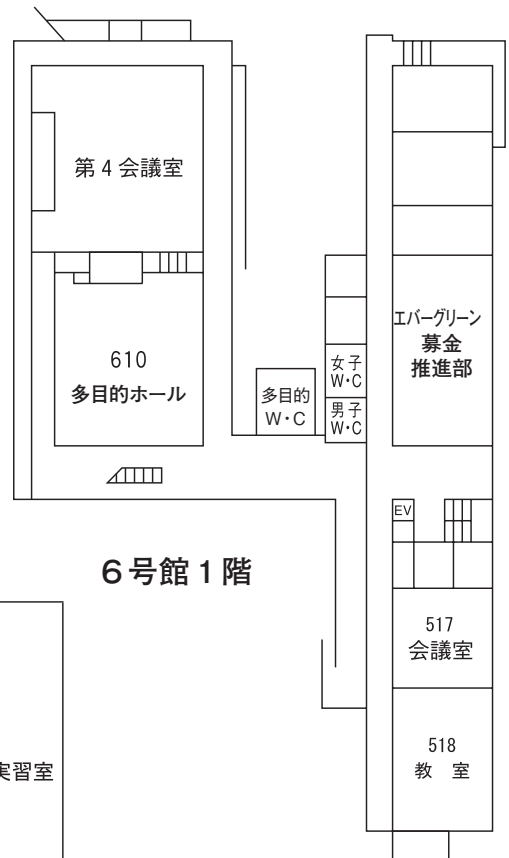 第4会議室
610
多目的ホール
エバーグリーン
募金
推進部
女子
W・C
多目的
W・C
男子
W・C
EV
6号館1階
517
会議室
518
教 室
実習室